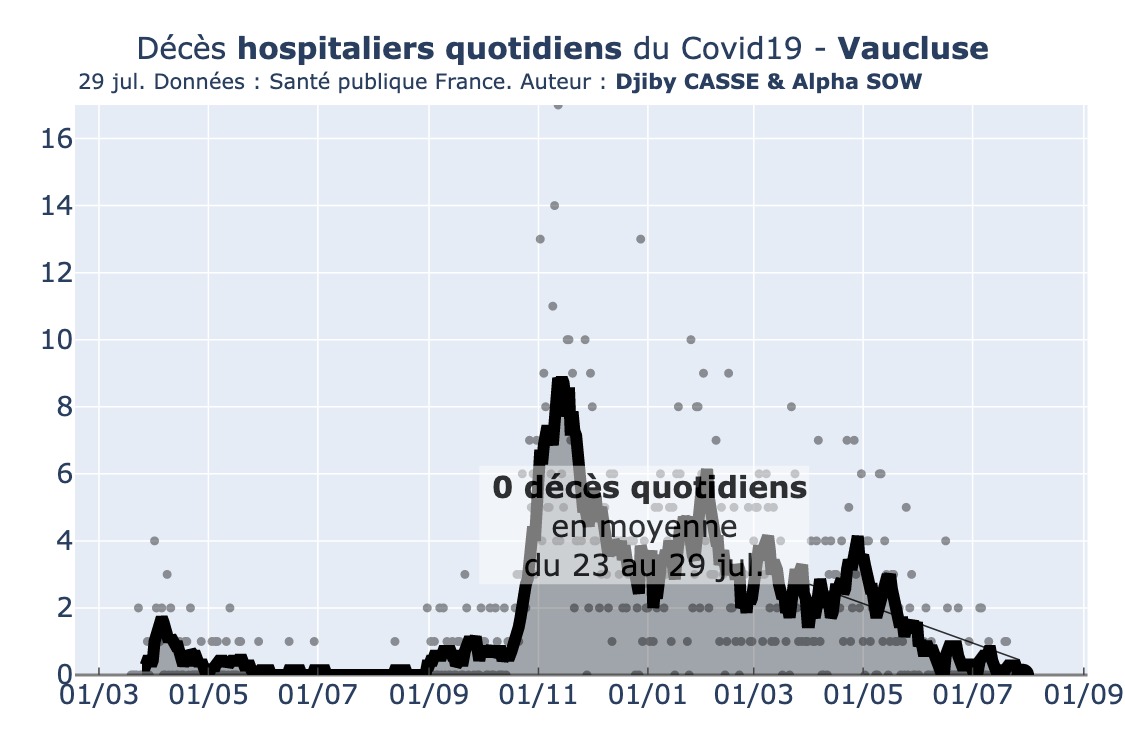 Décès hospitaliers quotidiens du Covid19 - Vaucluse
29 jul. Données : Santé publique France. Auteur : Djiby CASSE & Alpha SOW
16
14
12
10
8
6
4
2
0
0 décès quotidiens
en moyenne
du 23 au 29 jul.
01/03 01/05 01/07 01/09 01/11 01/01 01/03 01/05 01/07 01/09